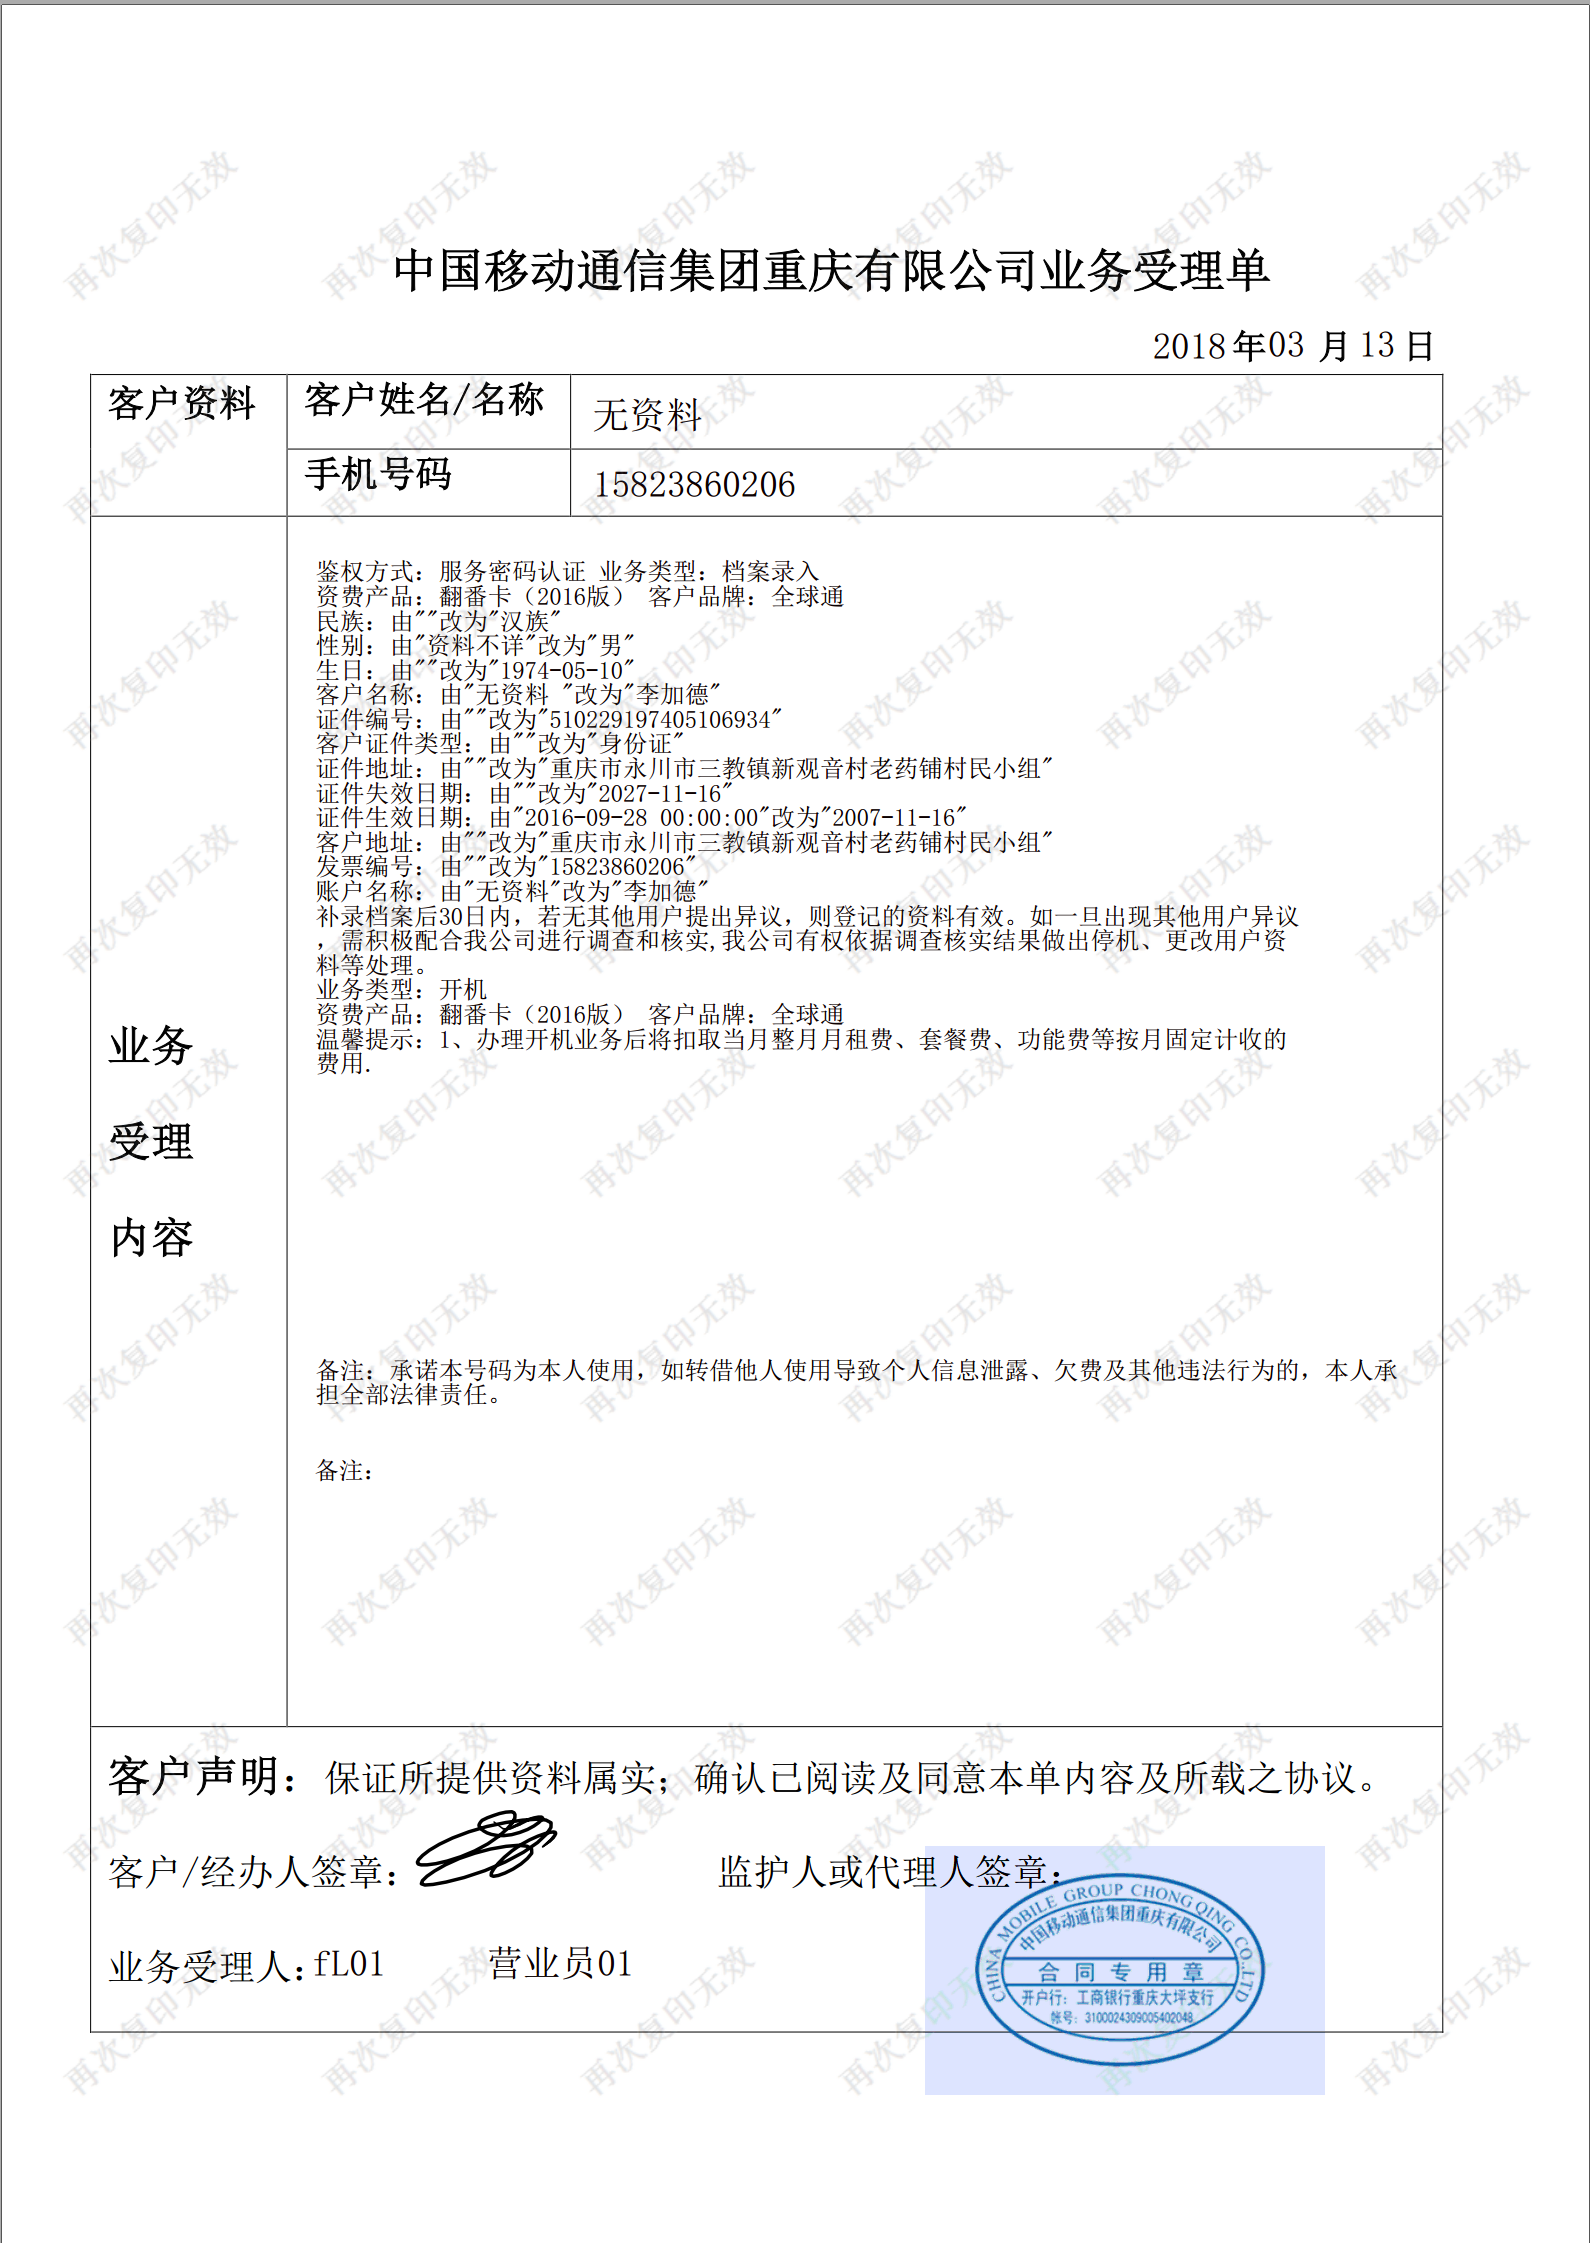 中国移动通信集团重庆有限公司业务受理单
2018 年 03 月 13 日
客户资料 客户姓名/名称 无资料
手机号码 15823860206
业务
受理
内容
鉴权方式：服务密码认证 业务类型：档案录入
资费产品：翻番卡（2016版） 客户品牌：全球通
民族：由""改为"汉族"
性别：由"资料不详"改为"男"
生日：由""改为"1974-05-10"
客户名称：由"无资料 "改为"李加德"
证件编号：由""改为"510229197405106934"
客户证件类型：由""改为"身份证"
证件地址：由""改为"重庆市永川市三教镇新观音村老药铺村民小组"
证件失效日期：由""改为"2027-11-16"
证件生效日期：由"2016-09-28 00:00:00"改为"2007-11-16"
客户地址：由""改为"重庆市永川市三教镇新观音村老药铺村民小组"
发票编号：由""改为"15823860206"
账户名称：由"无资料"改为"李加德"
补录档案后30日内，若无其他用户提出异议，则登记的资料有效。如一旦出现其他用户异议
，需积极配合我公司进行调查和核实,我公司有权依据调查核实结果做出停机、更改用户资
料等处理。
业务类型：开机
资费产品：翻番卡（2016版） 客户品牌：全球通
温馨提示：1、办理开机业务后将扣取当月整月月租费、套餐费、功能费等按月固定计收的
费用.
备注：承诺本号码为本人使用，如转借他人使用导致个人信息泄露、欠费及其他违法行为的，本人承
担全部法律责任。
备注：
客户声明：保证所提供资料属实；确认已阅读及同意本单内容及所载之协议。
客户/经办人签章： 监护人或代理人签章：
业务受理人：fL01 营业员01
CHINA MOBILE GROUP CHONG QING CO.,LTD
中国移动通信集团重庆有限公司
合同专用章
开户行：工商银行重庆大坪支行
帐号：3100024309005402048
再次复印无效